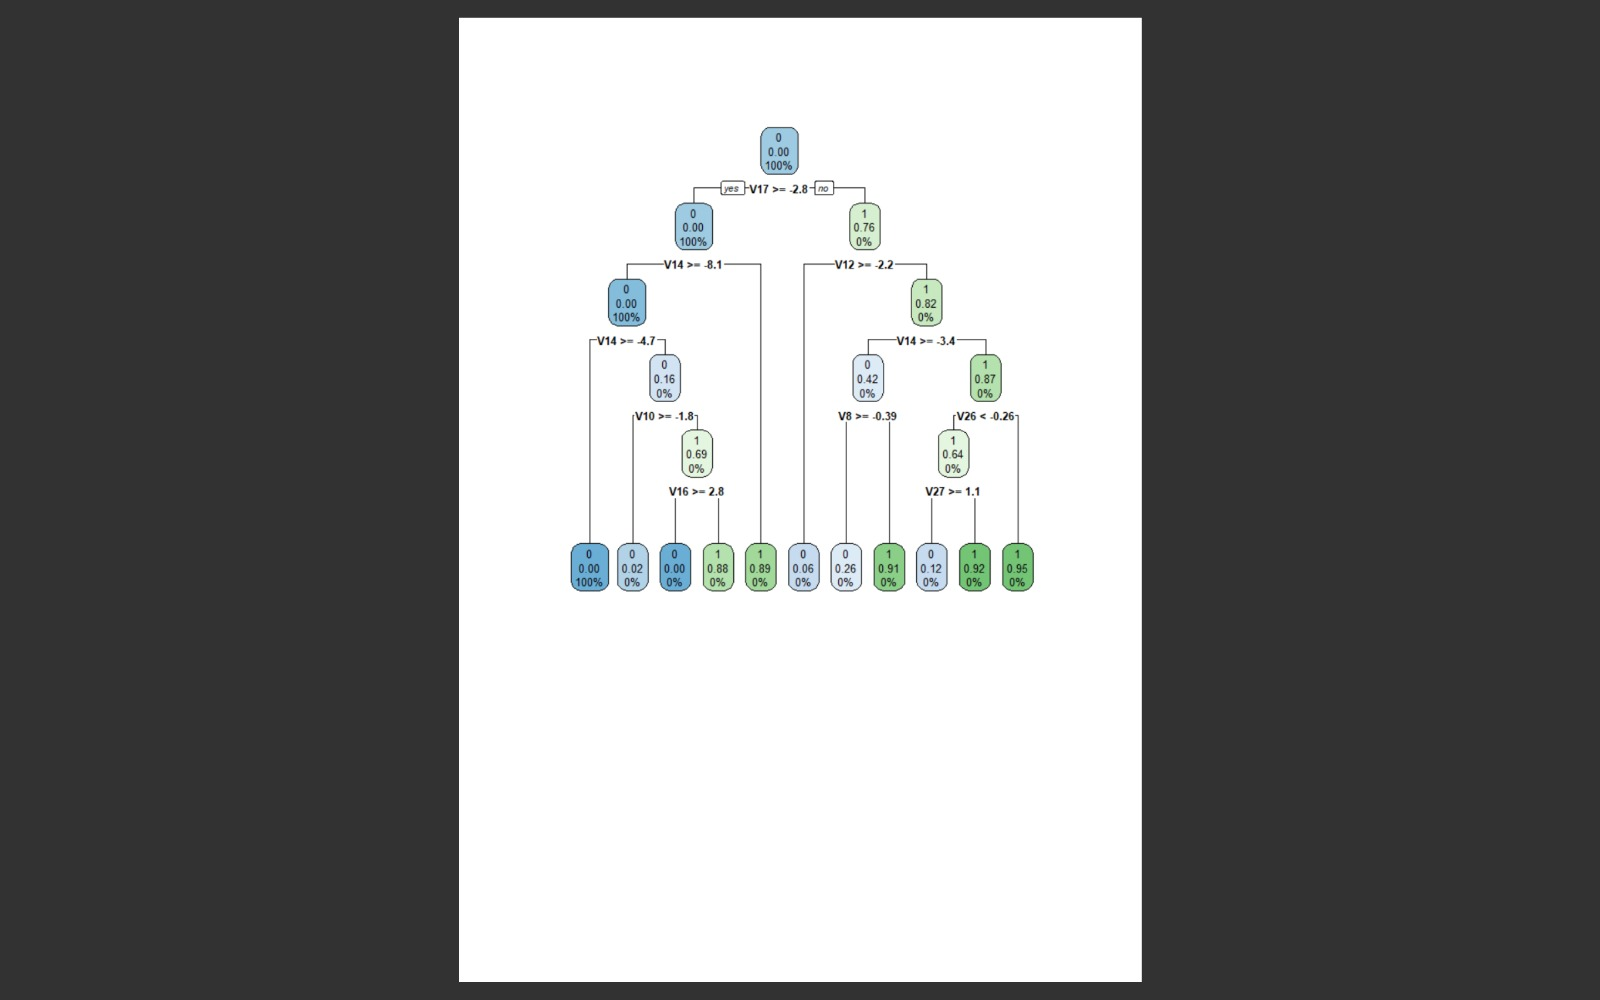 0
0.00
100%
yes V17 >= -2.8 no
0 1
0.00 0.76
100% 0%
V14 >= -8.1 V12 >= -2.2
0 1
0.00 0.82
100% 0%
V14 >= -4.7 V14 >= -3.4
0 0 1
0.16 0.42 0.87
0% 0% 0%
V10 >= -1.8 V8 >= -0.39 V26 < -0.26
1 1
0.69 0.64
0% 0%
V16 >= 2.8 V27 >= 1.1
0 0 0 1 1 0 0 1 0 1 1
0.00 0.02 0.00 0.88 0.89 0.06 0.26 0.91 0.12 0.92 0.95
100% 0% 0% 0% 0% 0% 0% 0% 0% 0% 0%